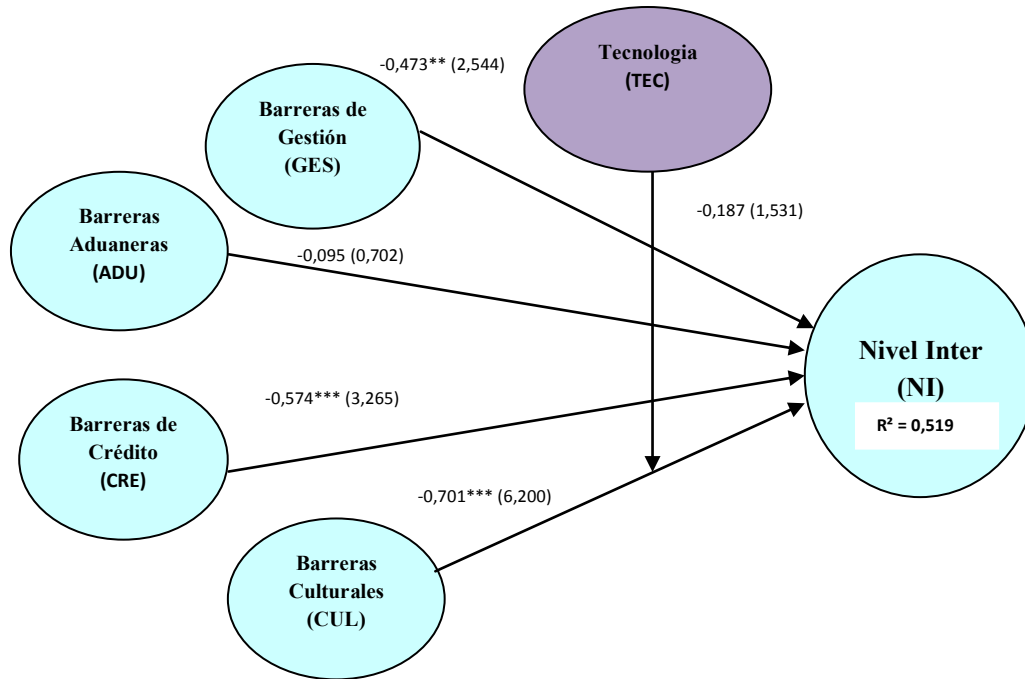 Tecnologia
(TEC)
-0,473** (2,544)
Barreras de
Gestión
(GES)
-0,187 (1,531)
Barreras
Aduaneras
(ADU)
-0,095 (0,702)
Nivel Inter
(NI)
R² = 0,519
-0,574*** (3,265)
Barreras de
Crédito
(CRE)
-0,701*** (6,200)
Barreras
Culturales
(CUL)